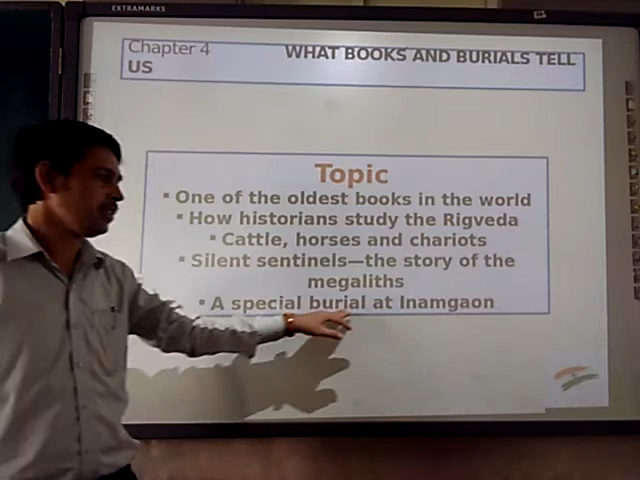 EXTRAMARKS
Chapter 4 WHAT BOOKS AND BURIALS TELL
US
Topic
▪ One of the oldest books in the world
▪ How historians study the Rigveda
▪ Cattle, horses and chariots
▪ Silent sentinels—the story of the
megaliths
▪ A special burial at Inamgaon